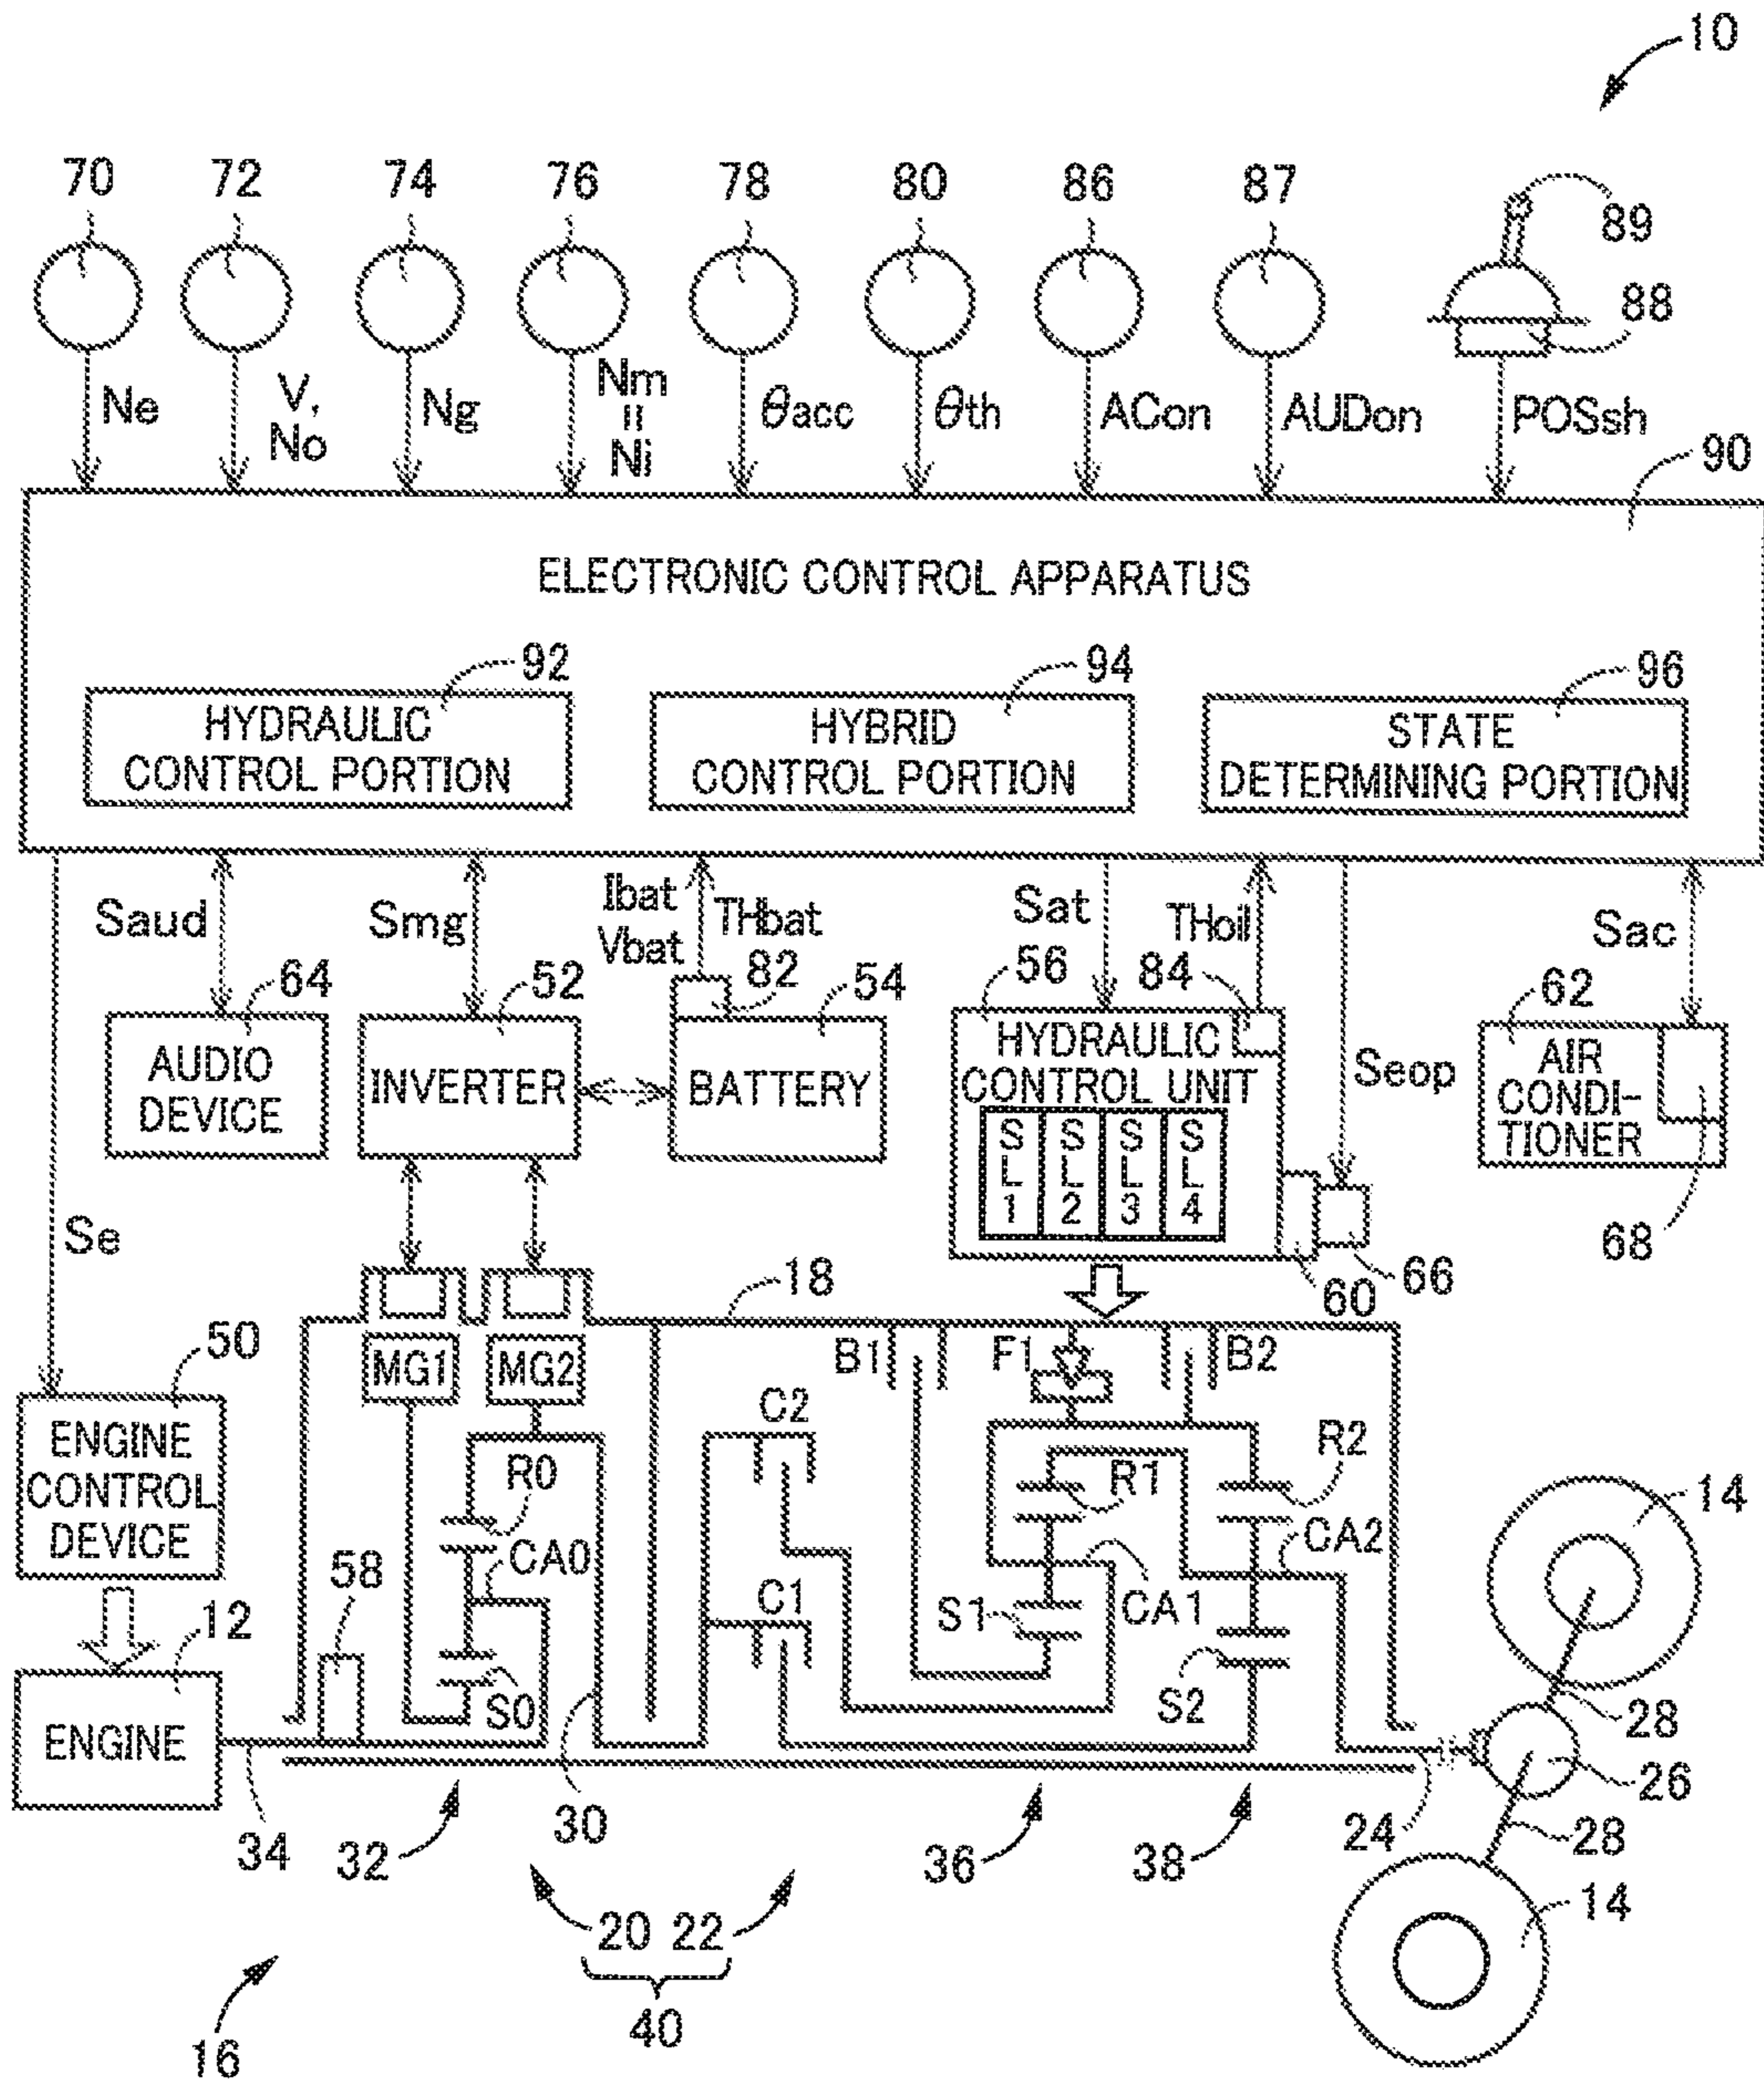 10
70 72 74 76 78 80 86 87
89
88
Ne
V,
No
Ng
Nm
=
Ni
θacc
θth
ACon
AUDon
POSsh
90
ELECTRONIC CONTROL APPARATUS
92
HYDRAULIC
CONTROL PORTION
94
HYBRID
CONTROL PORTION
96
STATE
DETERMINING PORTION
Saud
Smg
Ibat
Vbat
THbat
Sat
THoil
Seop
Sac
64
AUDIO
DEVICE
52
INVERTER
82
54
BATTERY
56
84
HYDRAULIC
CONTROL UNIT
SL1
SL2
SL3
SL4
62
AIR
CONDI-
TIONER
68
66
60
Se
18
50
ENGINE
CONTROL
DEVICE
MG1
MG2
B1
F1
B2
C2
R0
R1
R2
14
CA0
CA2
58
C1
S1
CA1
12
ENGINE
S0
S2
28
26
34
32
30
36
38
24
28
14
20 22
40
16